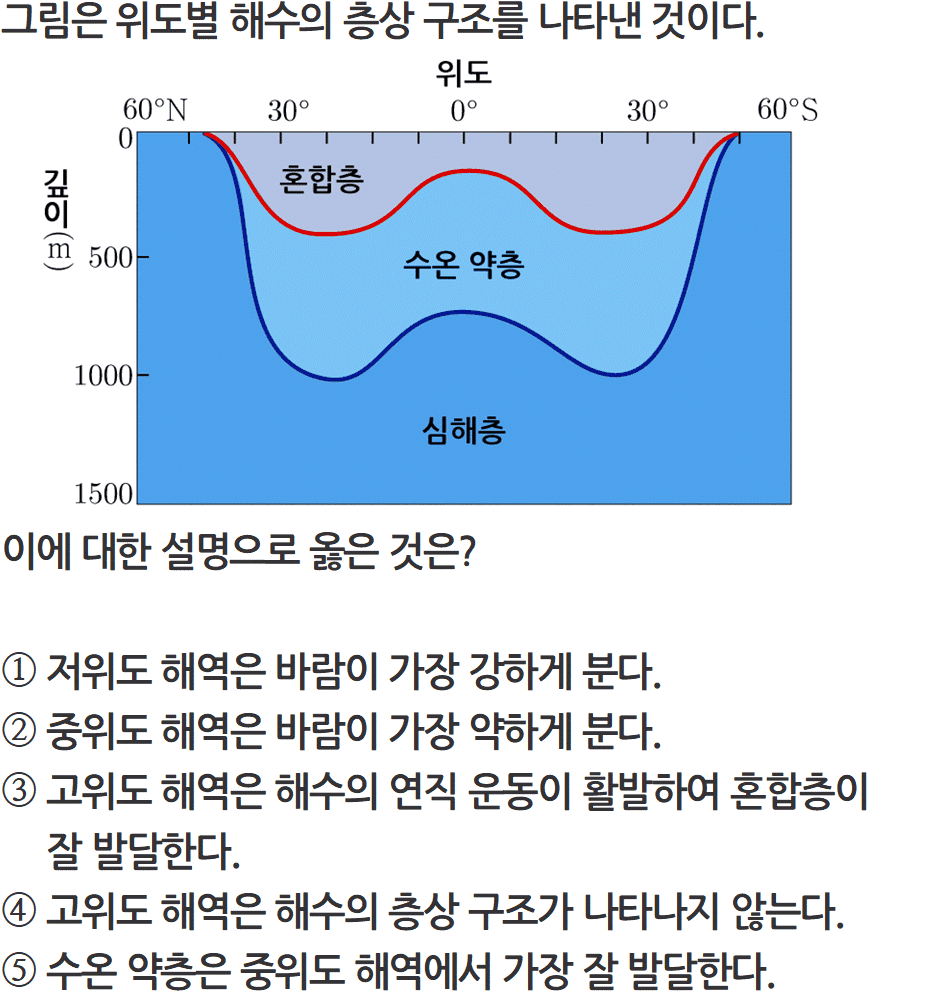 그림은 위도별 해수의 층상 구조를 나타낸 것이다.
위도
60°N 30° 0° 30° 60°S
0
혼합층
깊이(m)
500
수온 약층
1000
심해층
1500
이에 대한 설명으로 옳은 것은?
① 저위도 해역은 바람이 가장 강하게 분다.
② 중위도 해역은 바람이 가장 약하게 분다.
③ 고위도 해역은 해수의 연직 운동이 활발하여 혼합층이
잘 발달한다.
④ 고위도 해역은 해수의 층상 구조가 나타나지 않는다.
⑤ 수온 약층은 중위도 해역에서 가장 잘 발달한다.